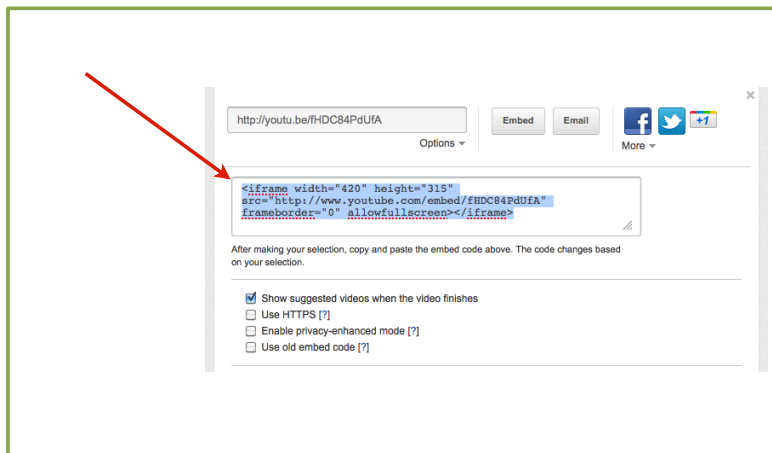 http://youtu.be/fHDC84PdUfA
Embed
Email
f
+1
Options
More
<iframe width="420" height="315"
src="http://www.youtube.com/embed/fHDC84PdUfA"
frameborder="0" allowfullscreen></iframe>
After making your selection, copy and paste the embed code above. The code changes based
on your selection.
Show suggested videos when the video finishes
Use HTTPS [?]
Enable privacy-enhanced mode [?]
Use old embed code [?]